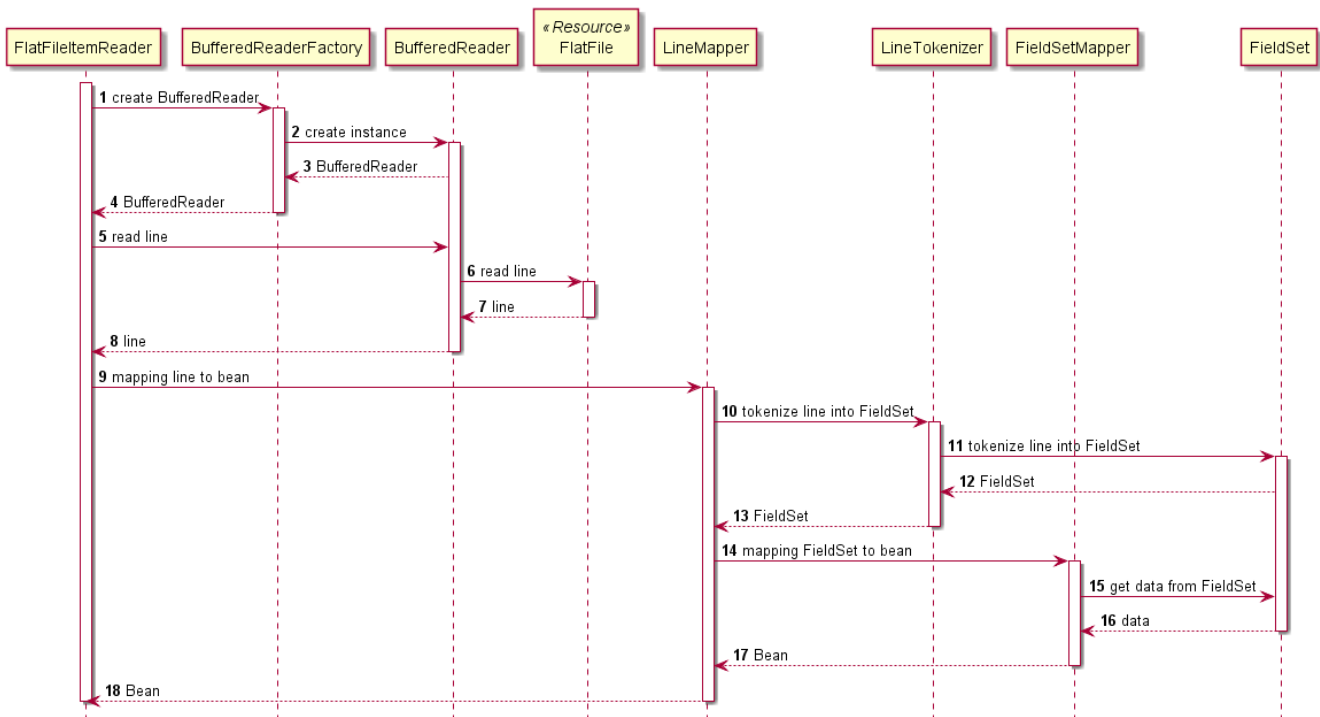 «Resource»
FlatFileItemReader BufferedReaderFactory BufferedReader FlatFile LineMapper LineTokenizer FieldSetMapper FieldSet
1 create BufferedReader
2 create instance
3 BufferedReader
4 BufferedReader
5 read line
6 read line
7 line
8 line
9 mapping line to bean
10 tokenize line into FieldSet
11 tokenize line into FieldSet
12 FieldSet
13 FieldSet
14 mapping FieldSet to bean
15 get data from FieldSet
16 data
17 Bean
18 Bean